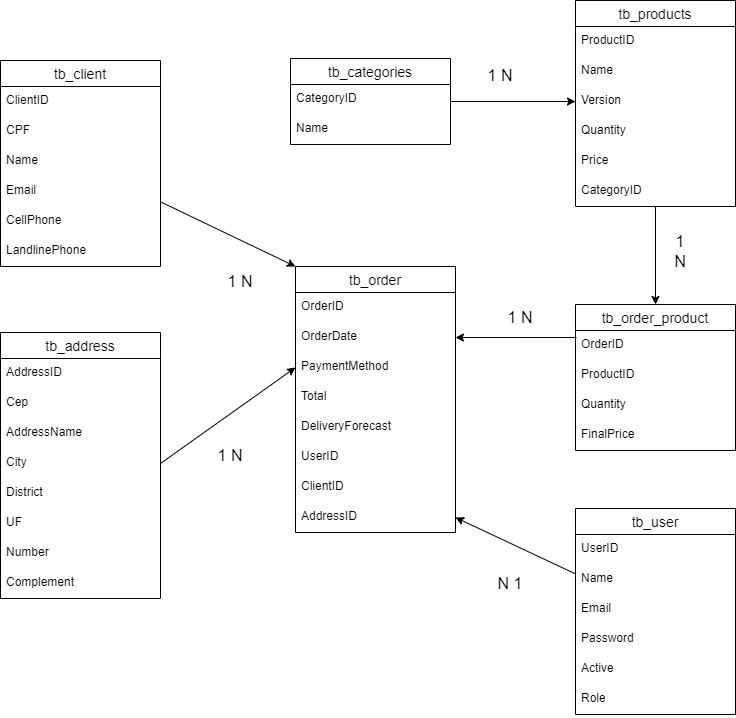 tb_products
ProductID
Name
Version
Quantity
Price
CategoryID
tb_categories
CategoryID
Name
1 N
tb_client
ClientID
CPF
Name
Email
CellPhone
LandlinePhone
1
N
1 N
tb_order
OrderID
OrderDate
PaymentMethod
Total
DeliveryForecast
UserID
ClientID
AddressID
1 N
tb_order_product
OrderID
ProductID
Quantity
FinalPrice
tb_address
AddressID
Cep
AddressName
City
District
UF
Number
Complement
1 N
N 1
tb_user
UserID
Name
Email
Password
Active
Role